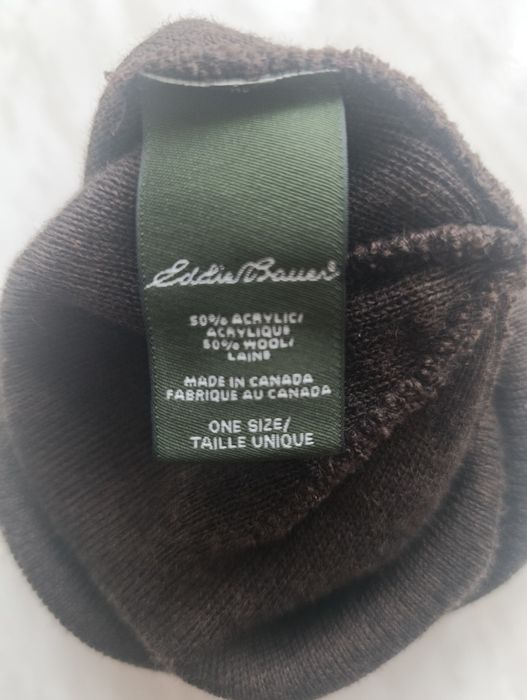 Eddie Bauer
50% ACRYLIC/
ACRYLIQUE
50% WOOL/
LAINE
MADE IN CANADA
FABRIQUE AU CANADA
ONE SIZE/
TAILLE UNIQUE